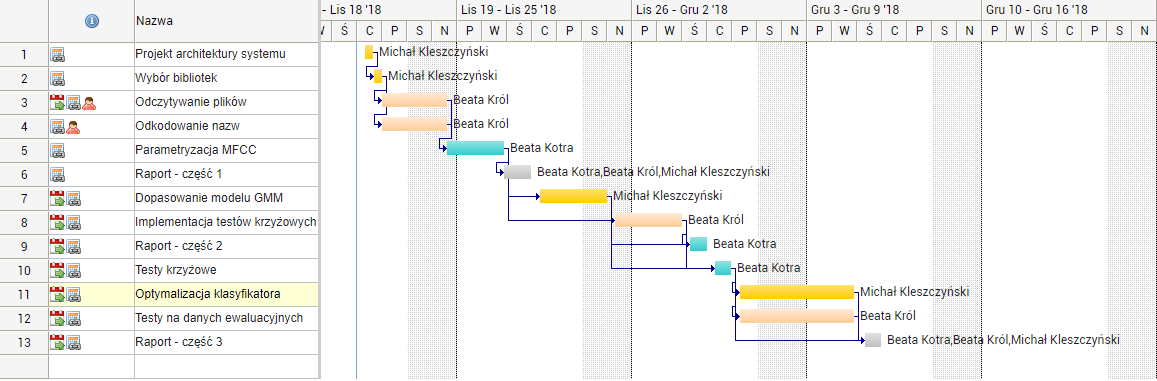 Nazwa
- Lis 18 '18 Lis 19 - Lis 25 '18 Lis 26 - Gru 2 '18 Gru 3 - Gru 9 '18 Gru 10 - Gru 16 '18
Ś C P S N P W Ś C P S N P W Ś C P S N P W Ś C P S N P W Ś C P S N
1 Projekt architektury systemu Michał Kleszczyński
2 Wybór bibliotek Michał Kleszczyński
3 Odczytywanie plików Beata Król
4 Odkodowanie nazw Beata Król
5 Parametryzacja MFCC Beata Kotra
6 Raport - część 1 Beata Kotra,Beata Król,Michał Kleszczyński
7 Dopasowanie modelu GMM Michał Kleszczyński
8 Implementacja testów krzyżowych Beata Król
9 Raport - część 2 Beata Kotra
10 Testy krzyżowe Beata Kotra
11 Optymalizacja klasyfikatora Michał Kleszczyński
12 Testy na danych ewaluacyjnych Beata Król
13 Raport - część 3 Beata Kotra,Beata Król,Michał Kleszczyński